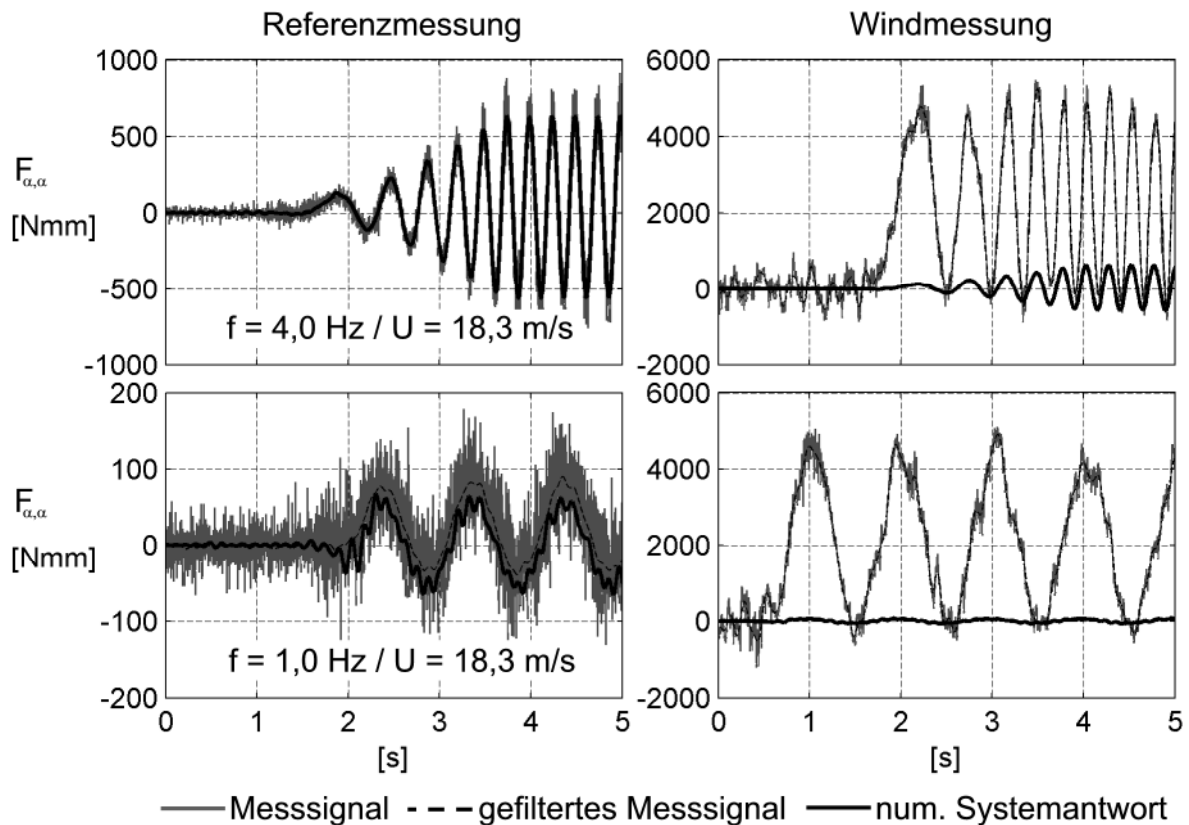 Referenzmessung Windmessung
1000 6000
500 4000
F_α,α
0 2000
[Nmm]
-500 0
f = 4,0 Hz / U = 18,3 m/s
-1000 -2000
200 6000
100 4000
F_α,α
0 2000
[Nmm]
-100 0
f = 1,0 Hz / U = 18,3 m/s
-200 -2000
0 1 2 3 4 5 0 1 2 3 4 5
[s] [s]
Messsignal gefiltertes Messsignal num. Systemantwort